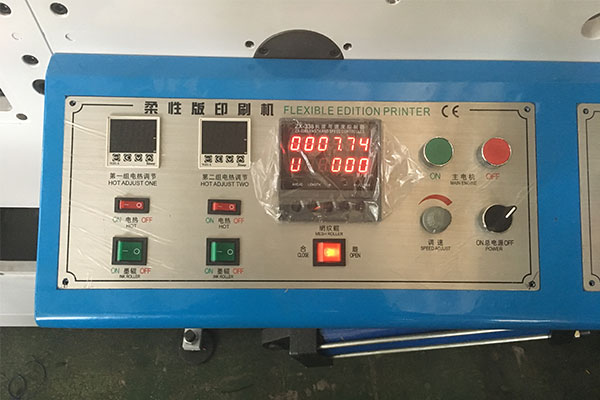 柔性版印刷机 FLEXIBLE EDITION PRINTER CE
0007.74
U 000
第一组电热调节
HOT ADJUST ONE
第二组电热调节
HOT ADJUST TWO
ON 电热 OFF
HOT
ON 电热 OFF
HOT
ON 墨辊 OFF
INK ROLLER
ON 墨辊 OFF
INK ROLLER
网纹辊
MESH ROLLER
合
CLOSE
OPEN
ON 主电机 OFF
MAIN ENGINE
调速
SPEED ADJUST
ON 总电源 OFF
POWER